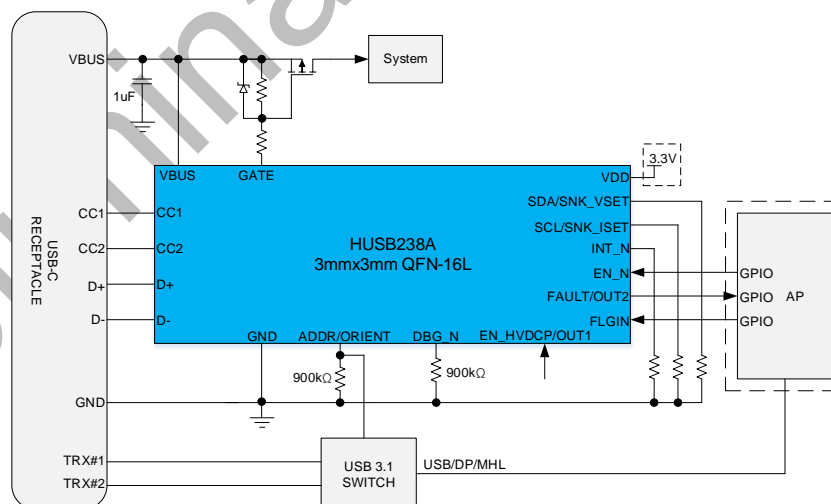 VBUS
System
1uF
3.3V
VBUS
GATE
VDD
SDA/SNK_VSET
CC1
CC1
SCL/SNK_ISET
HUSB238A
3mmx3mm QFN-16L
INT_N
CC2
CC2
USB-C
RECEPTACLE
EN_N
GPIO
D+
D+
FAULT/OUT2
GPIO
AP
D-
D-
FLGIN
GPIO
GND
ADDR/ORIENT
DBG_N
EN_HVDCP/OUT1
900kΩ
900kΩ
GND
TRX#1
USB 3.1
SWITCH
USB/DP/MHL
TRX#2